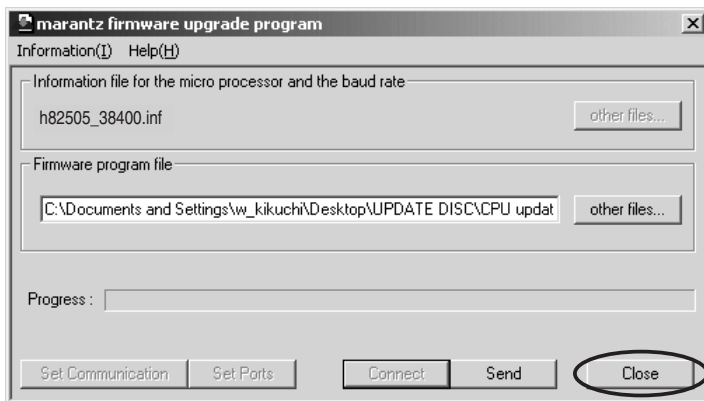 marantz firmware upgrade program
Information(I) Help(H)
Information file for the micro processor and the baud rate
h82505_38400.inf
other files...
Firmware program file
C:\Documents and Settings\w_kikuchi\Desktop\UPDATE DISC\CPU updat
other files...
Progress :
Set Communication Set Ports Connect Send Close